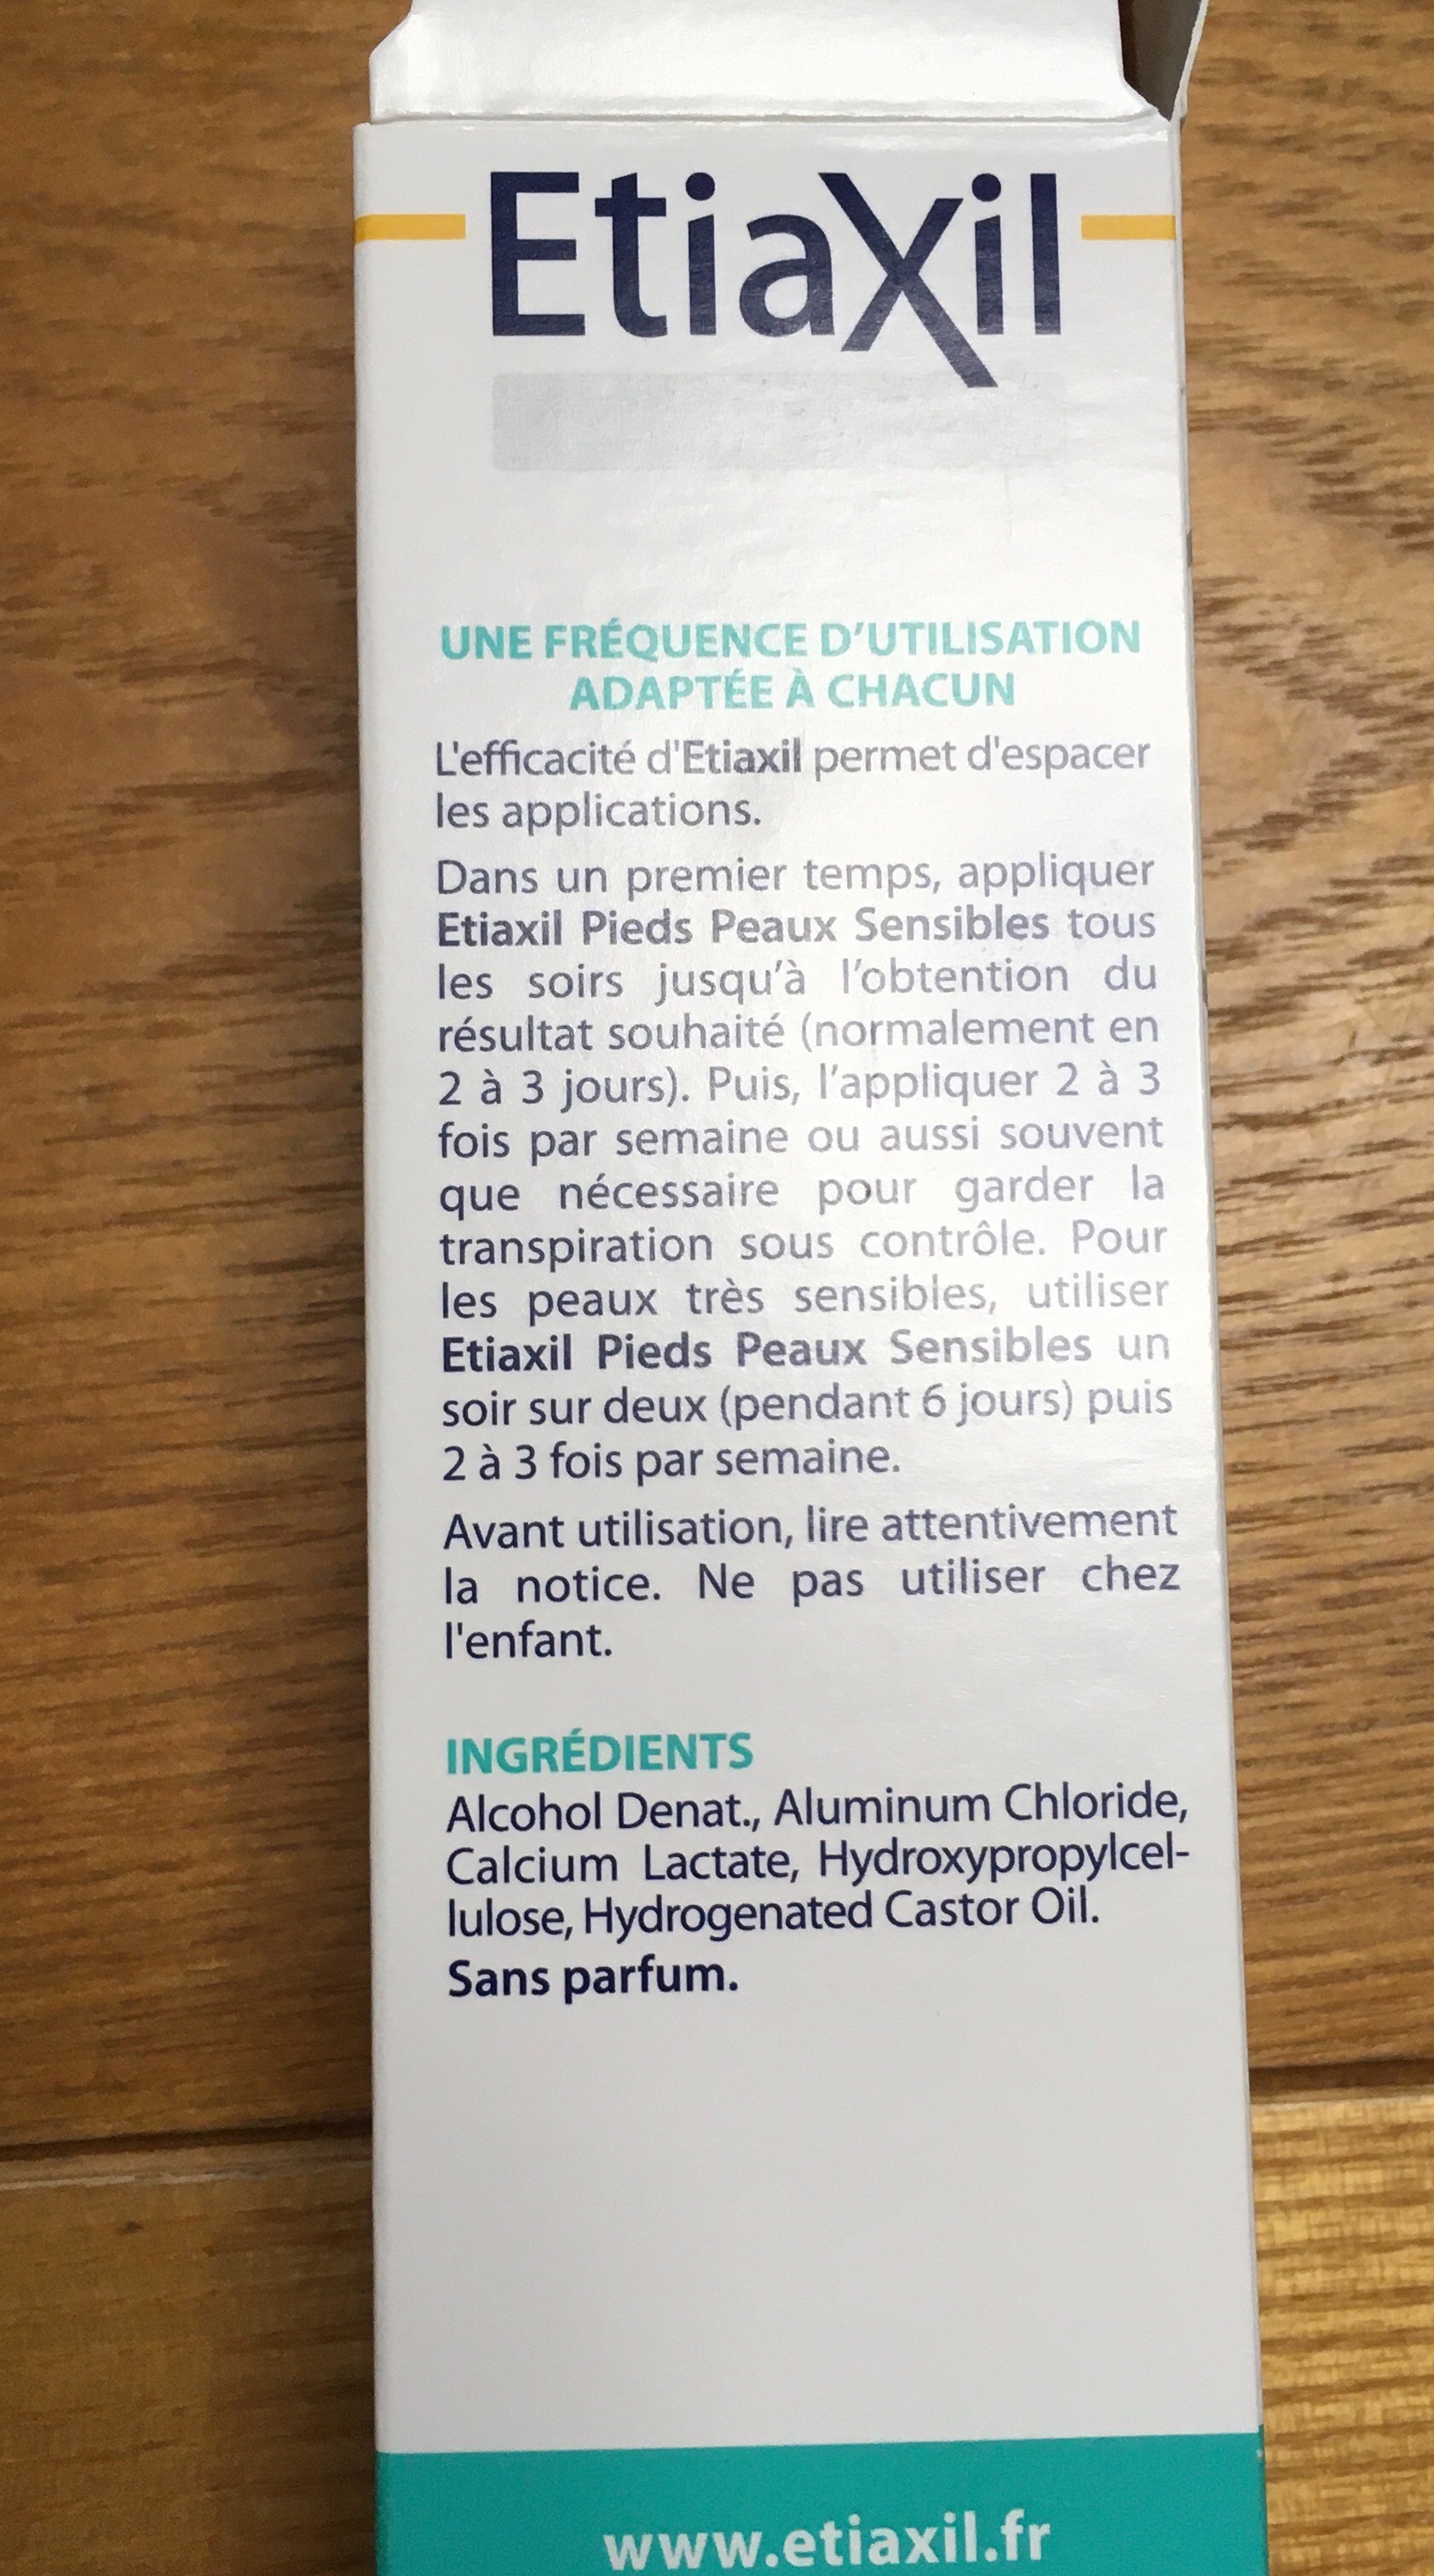 Etiaxil
UNE FRÉQUENCE D'UTILISATION
ADAPTÉE À CHACUN
L'efficacité d'Etiaxil permet d'espacer
les applications.
Dans un premier temps, appliquer
Etiaxil Pieds Peaux Sensibles tous
les soirs jusqu'à l'obtention du
résultat souhaité (normalement en
2 à 3 jours). Puis, l'appliquer 2 à 3
fois par semaine ou aussi souvent
que nécessaire pour garder la
transpiration sous contrôle. Pour
les peaux très sensibles, utiliser
Etiaxil Pieds Peaux Sensibles un
soir sur deux (pendant 6 jours) puis
2 à 3 fois par semaine.
Avant utilisation, lire attentivement
la notice. Ne pas utiliser chez
l'enfant.
INGRÉDIENTS
Alcohol Denat., Aluminum Chloride,
Calcium Lactate, Hydroxypropylcel-
lulose, Hydrogenated Castor Oil.
Sans parfum.
www.etiaxil.fr